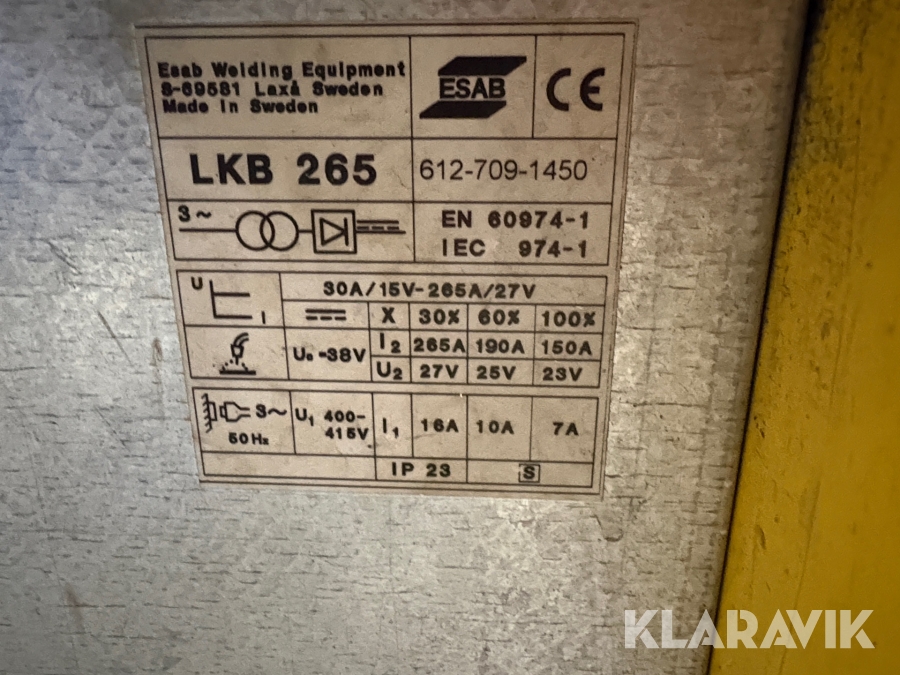 Esab Welding Equipment
S-69581 Laxå Sweden
Made in Sweden
ESAB
CE
LKB 265
612-709-1450
3~
EN 60974-1
IEC 974-1
U
I
30A/15V-265A/27V
X 30% 60% 100%
U₀-38V
I₂ 265A 190A 150A
U₂ 27V 25V 23V
3~
50Hz
U₁ 400-
415V
I₁ 16A 10A 7A
IP 23
S
KLARAVIK